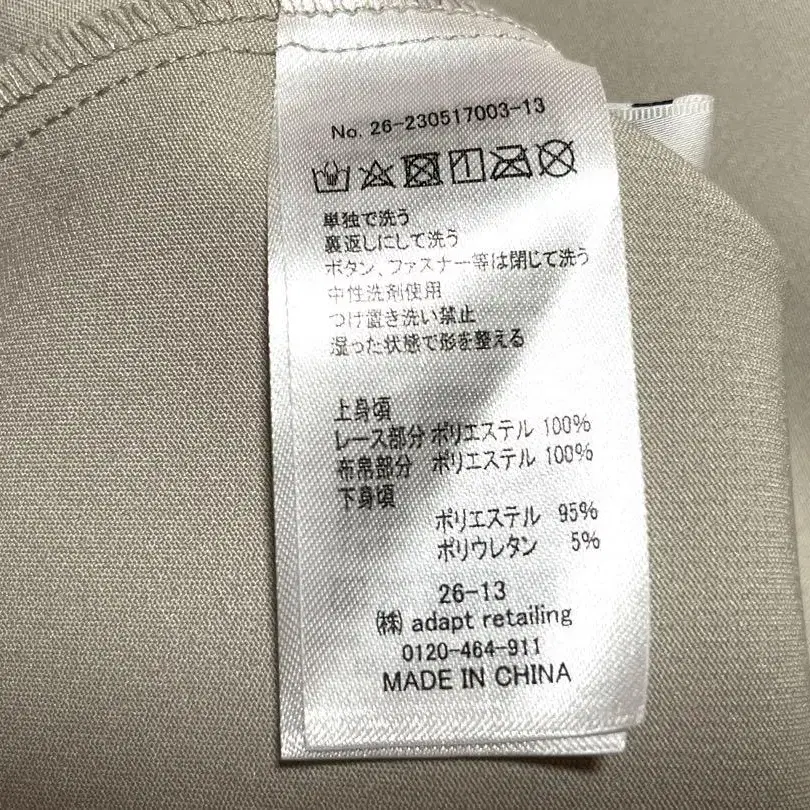 No. 26-230517003-13
単独で洗う
裏返しにして洗う
ボタン、ファスナー等は閉じて洗う
中性洗剤使用
つけ置き洗い禁止
湿った状態で形を整える
上身頃
レース部分 ポリエステル 100%
布帛部分 ポリエステル 100%
下身頃
ポリエステル 95%
ポリウレタン 5%
26-13
㈱ adapt retailing
0120-464-911
MADE IN CHINA